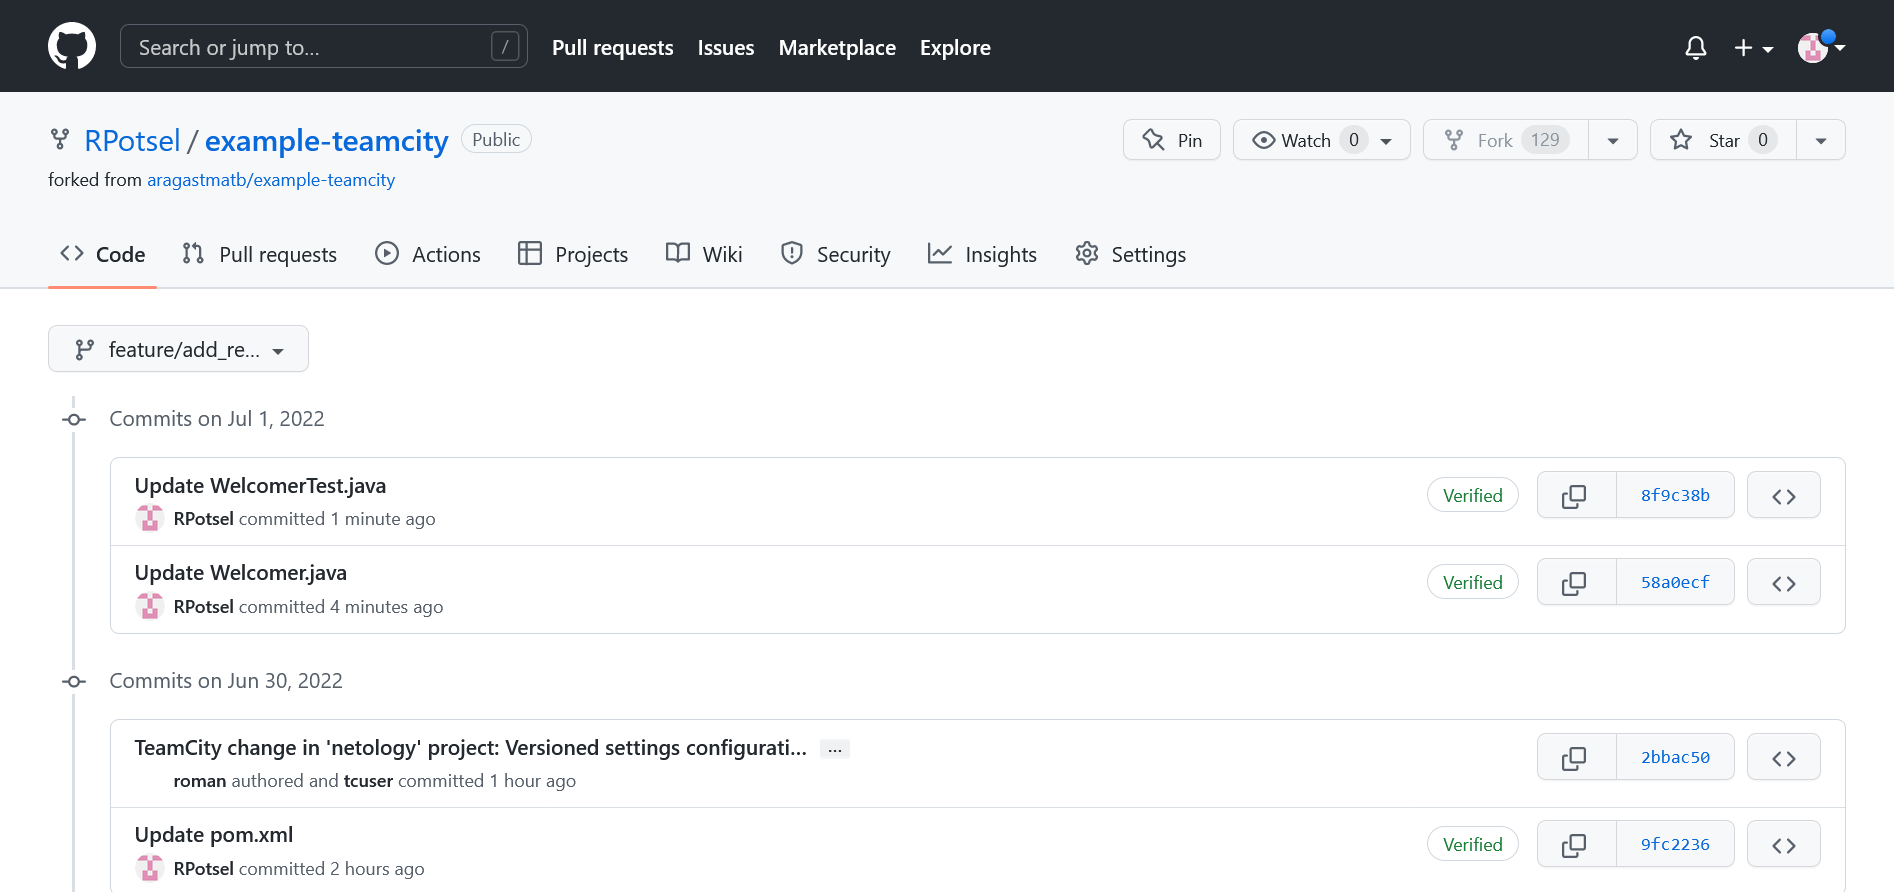 Search or jump to... /
Pull requests Issues Marketplace Explore
RPotsel / example-teamcity Public
Pin Watch 0 Fork 129 Star 0
forked from aragastmatb/example-teamcity
Code Pull requests Actions Projects Wiki Security Insights Settings
feature/add_re...
Commits on Jul 1, 2022
Update WelcomerTest.java
RPotsel committed 1 minute ago
Verified 8f9c38b
Update Welcomer.java
RPotsel committed 4 minutes ago
Verified 58a0ecf
Commits on Jun 30, 2022
TeamCity change in 'netology' project: Versioned settings configurati... ...
roman authored and tcuser committed 1 hour ago
2bbac50
Update pom.xml
RPotsel committed 2 hours ago
Verified 9fc2236